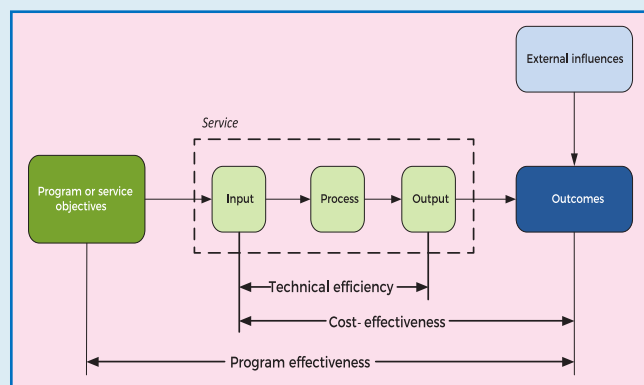 External influences
Service
Program or service
objectives
Input
Process
Output
Outcomes
Technical efficiency
Cost- effectiveness
Program effectiveness